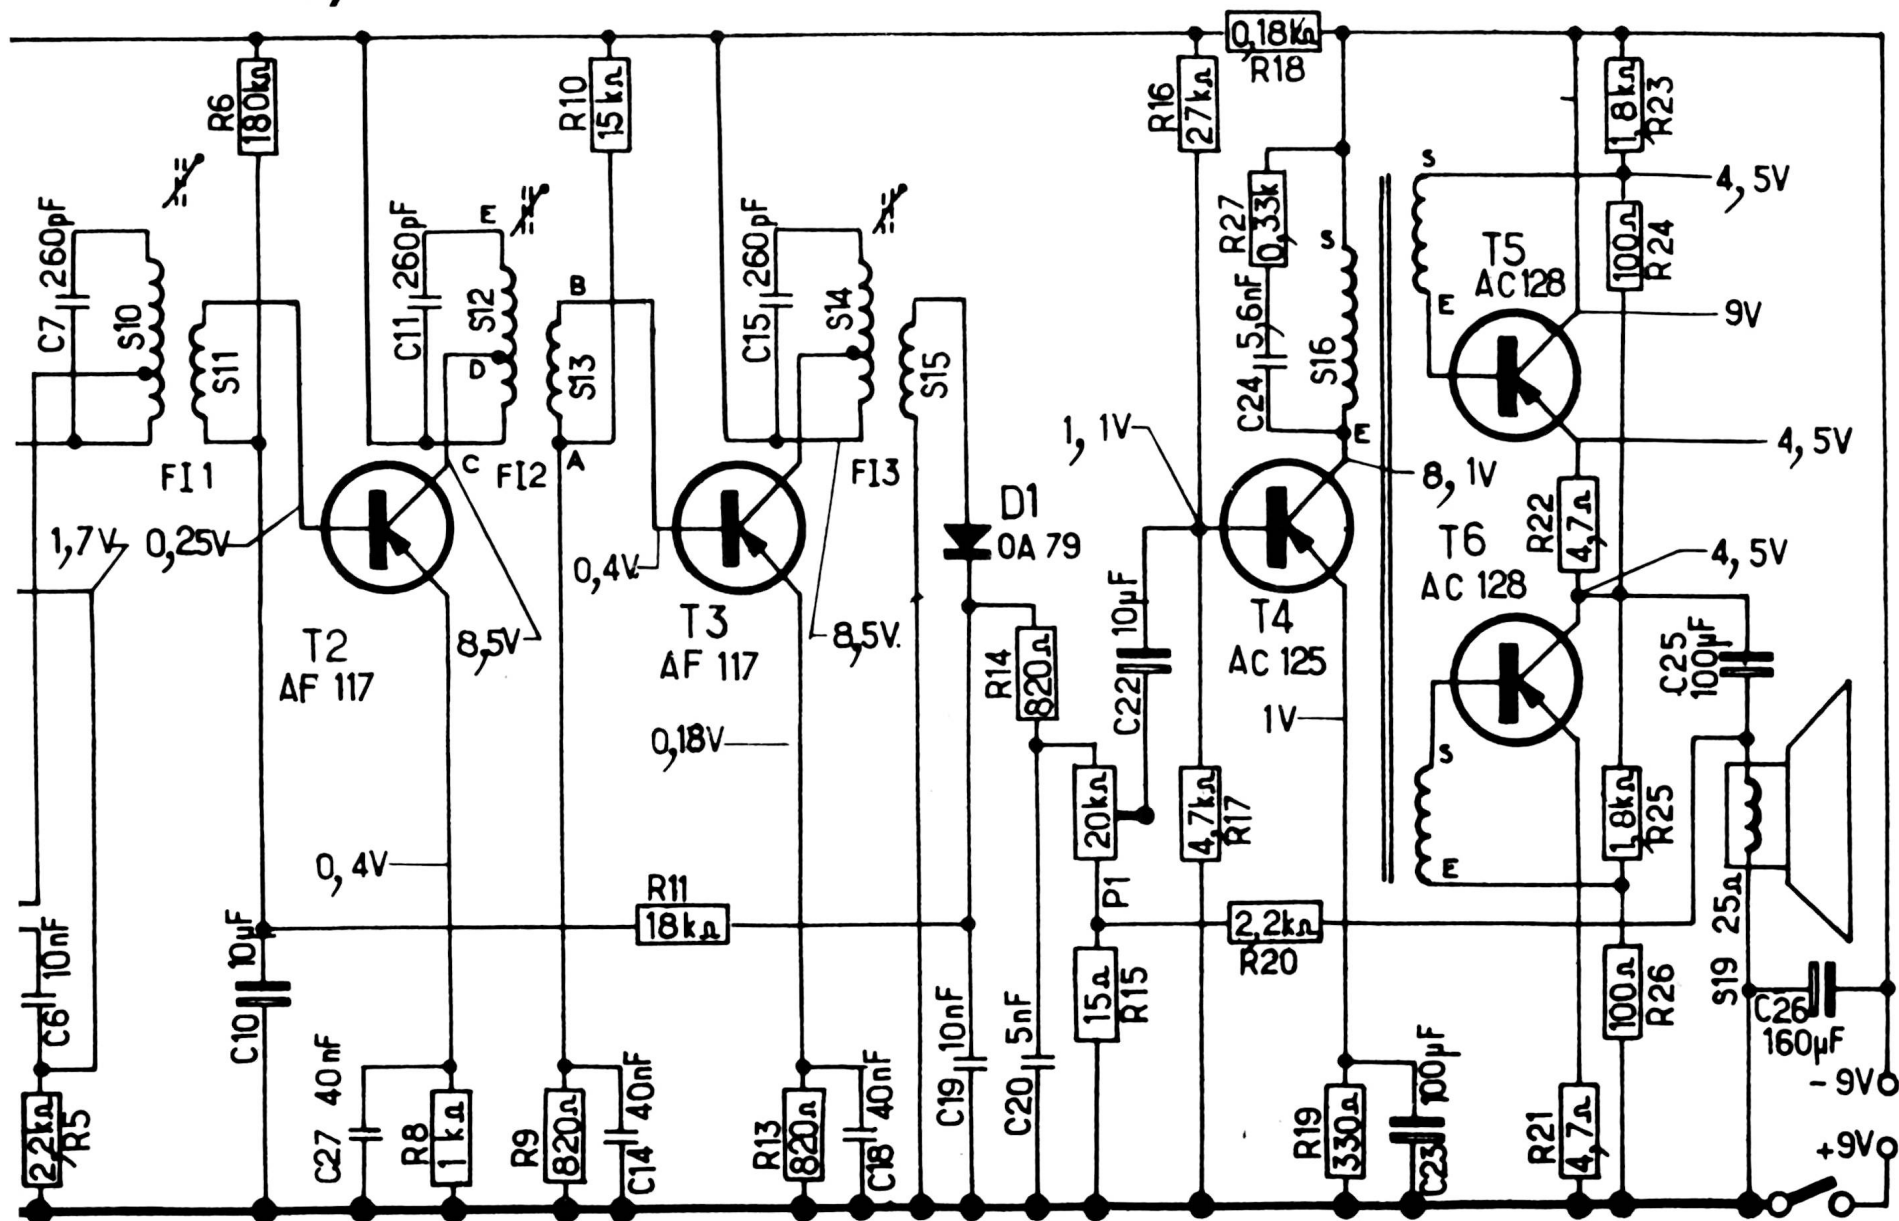 0,18kΩ
R18
R6
180kΩ
R10
15kΩ
R16
27kΩ
1,8kΩ
R23
C7
260pF
S10
S11
C11
260pF
E
S12
D
B
S13
A
C15
260pF
S14
S15
R27
0,33k
C24
5,6nF
S
S16
E
S
E
4,5V
100Ω
R24
T5
AC128
9V
4,5V
FI1
C
FI2
FI3
1,7V
0,25V
0,4V
D1
OA 79
1,1V
8,1V
R22
4,7Ω
T6
AC 128
4,5V
T2
AF 117
8,5V
T3
AF 117
8,5V.
R14
820Ω
C22
10µF
T4
AC 125
C25
100µF
0,18V
1V
S
E
20kΩ
P1
4,7kΩ
R17
1,8kΩ
R25
0,4V
R11
18kΩ
2,2kΩ
R20
S19
25Ω
C6
10nF
C10
10µF
C19
10nF
C20
5nF
15Ω
R15
100Ω
R26
C26
160µF
-9V
+9V
2,2kΩ
R5
C27
40nF
R8
1kΩ
R9
820Ω
C14
40nF
R13
820Ω
C18
40nF
R19
330Ω
C23
100µF
R21
4,7Ω